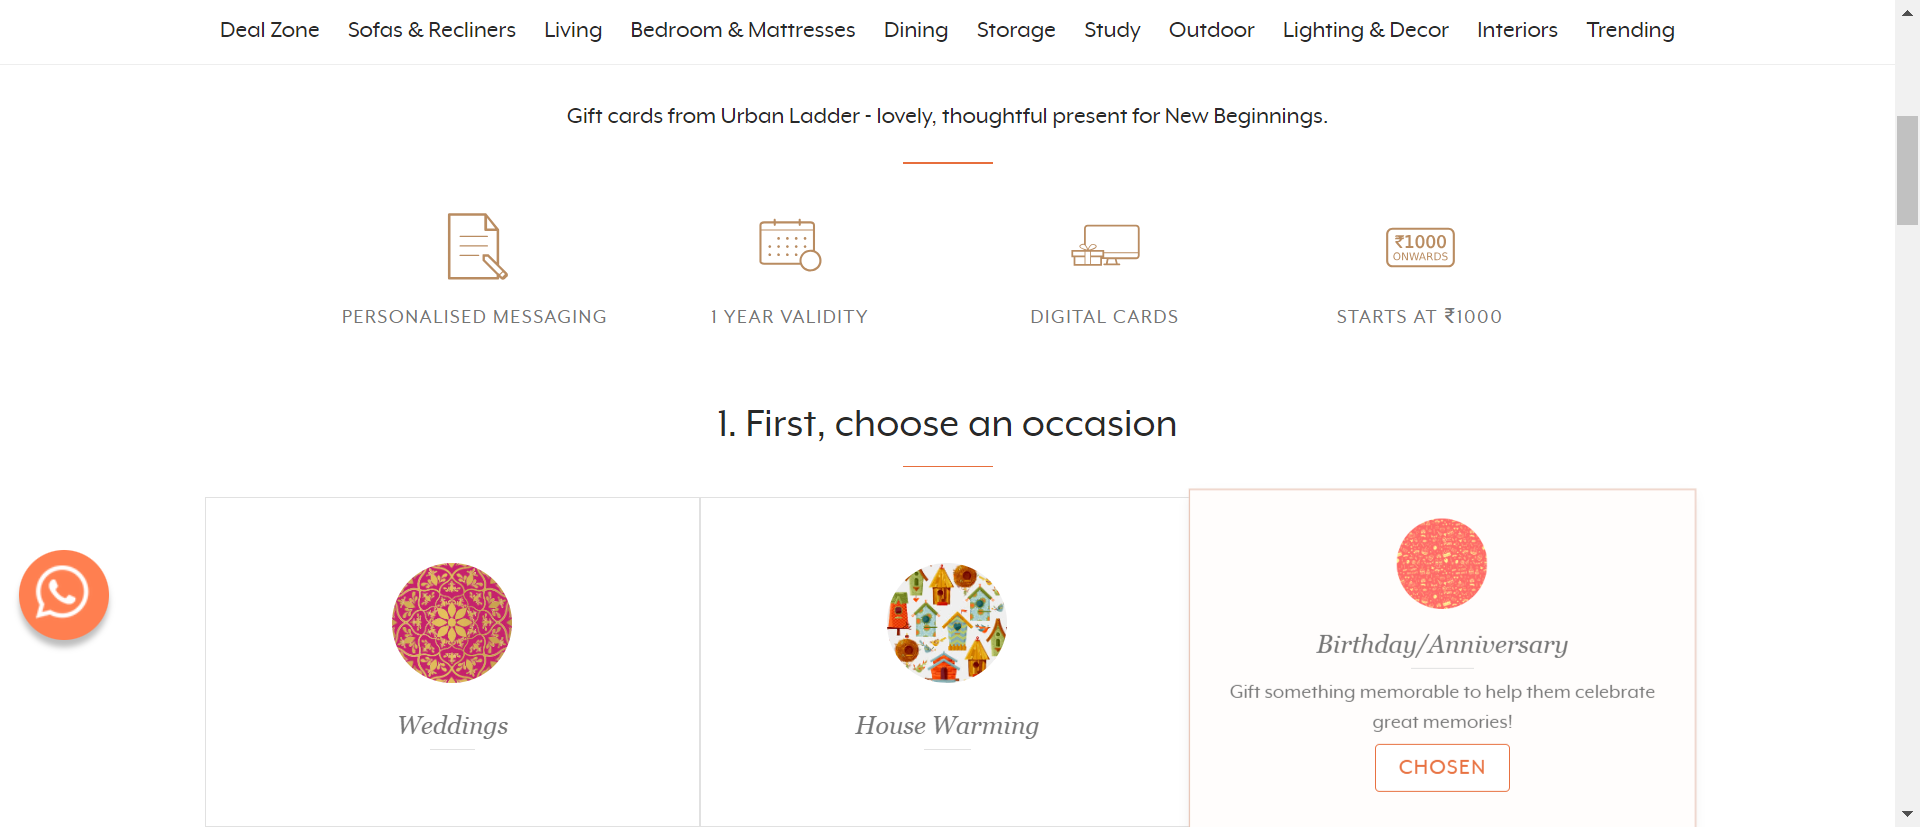 Deal Zone Sofas & Recliners Living Bedroom & Mattresses Dining Storage Study Outdoor Lighting & Decor Interiors Trending
Gift cards from Urban Ladder - lovely, thoughtful present for New Beginnings.
₹1000
ONWARDS
PERSONALISED MESSAGING 1 YEAR VALIDITY DIGITAL CARDS STARTS AT ₹1000
1. First, choose an occasion
Weddings
House Warming
Birthday/Anniversary
Gift something memorable to help them celebrate
great memories!
CHOSEN